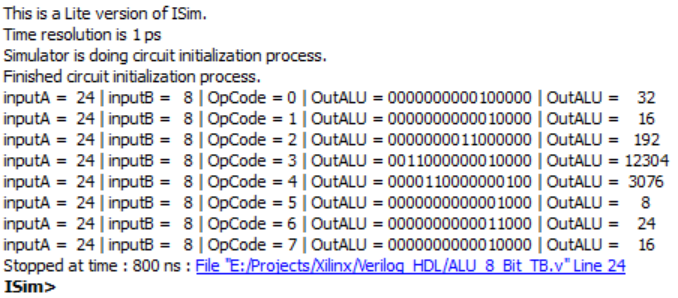 This is a Lite version of ISim.
Time resolution is 1 ps
Simulator is doing circuit initialization process.
Finished circuit initialization process.
inputA =  24 | inputB =   8 | OpCode = 0 | OutALU = 0000000000100000 | OutALU =    32
inputA =  24 | inputB =   8 | OpCode = 1 | OutALU = 0000000000010000 | OutALU =    16
inputA =  24 | inputB =   8 | OpCode = 2 | OutALU = 0000000011000000 | OutALU =   192
inputA =  24 | inputB =   8 | OpCode = 3 | OutALU = 0011000000010000 | OutALU = 12304
inputA =  24 | inputB =   8 | OpCode = 4 | OutALU = 0000110000000100 | OutALU =  3076
inputA =  24 | inputB =   8 | OpCode = 5 | OutALU = 0000000000001000 | OutALU =     8
inputA =  24 | inputB =   8 | OpCode = 6 | OutALU = 0000000000011000 | OutALU =    24
inputA =  24 | inputB =   8 | OpCode = 7 | OutALU = 0000000000010000 | OutALU =    16
Stopped at time : 800 ns : File "E:/Projects/Xilinx/Verilog_HDL/ALU_8_Bit_TB.v" Line 24
ISim>